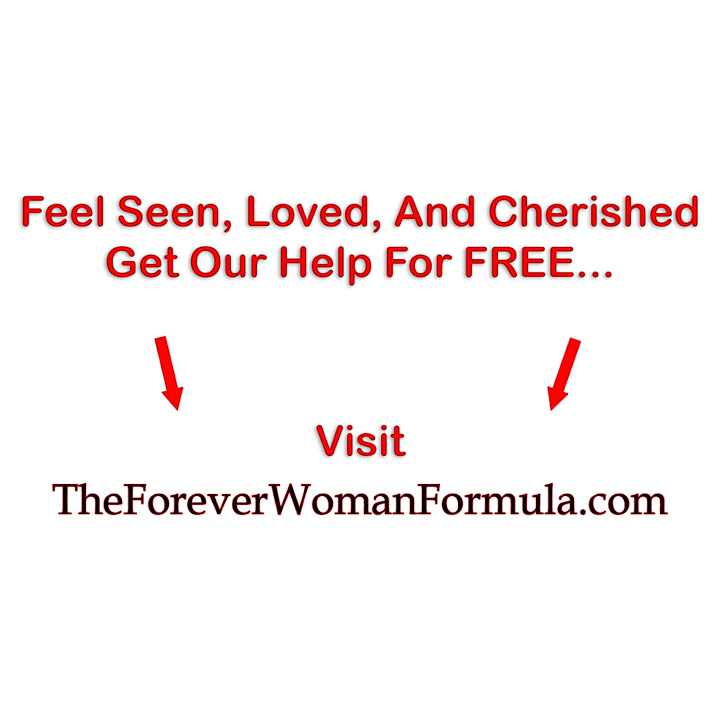 Feel Seen, Loved, And Cherished
Get Our Help For FREE...
Visit
TheForeverWomanFormula.com